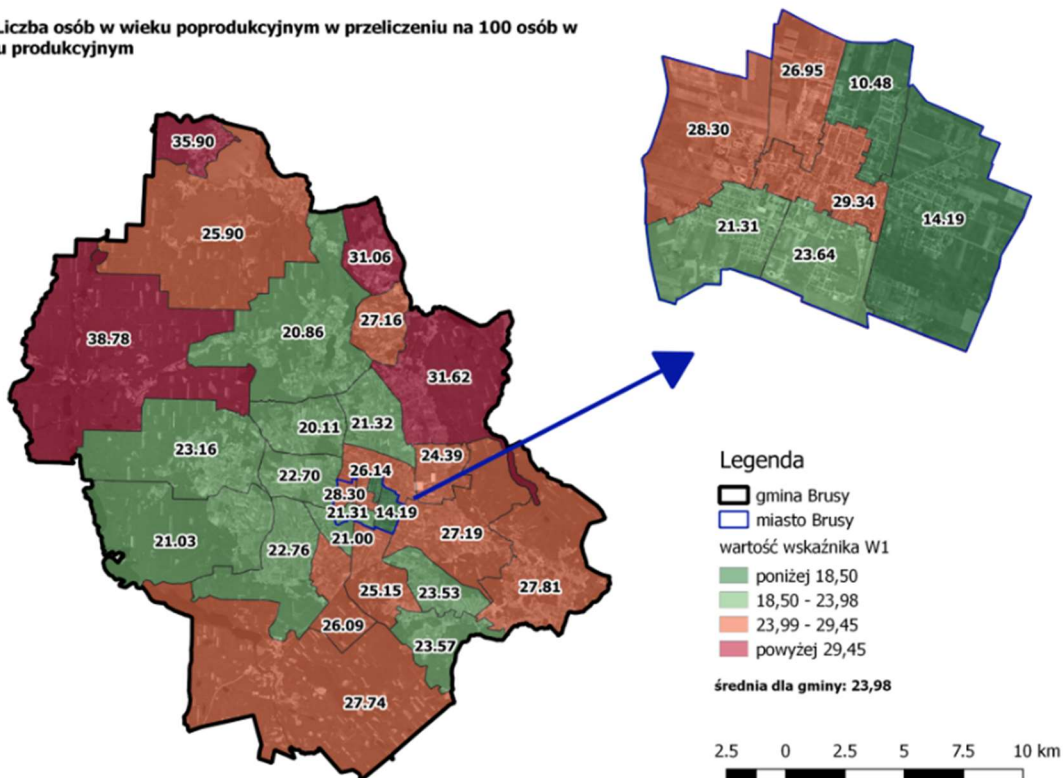 Liczba osób w wieku poprodukcyjnym w przeliczeniu na 100 osób w
u produkcyjnym
26.95
10.48
28.30
29.34
14.19
21.31
23.64
35.90
25.90
31.06
27.16
20.86
38.78
31.62
20.11
21.32
23.16
24.39
26.14
22.70
28.30
21.31
14.19
21.03
21.00
27.19
22.76
25.15
23.53
27.81
26.09
23.57
27.74
Legenda
gmina Brusy
miasto Brusy
wartość wskaźnika W1
poniżej 18,50
18,50 - 23,98
23,99 - 29,45
powyżej 29,45
średnia dla gminy: 23,98
2.5 0 2.5 5 7.5 10 km